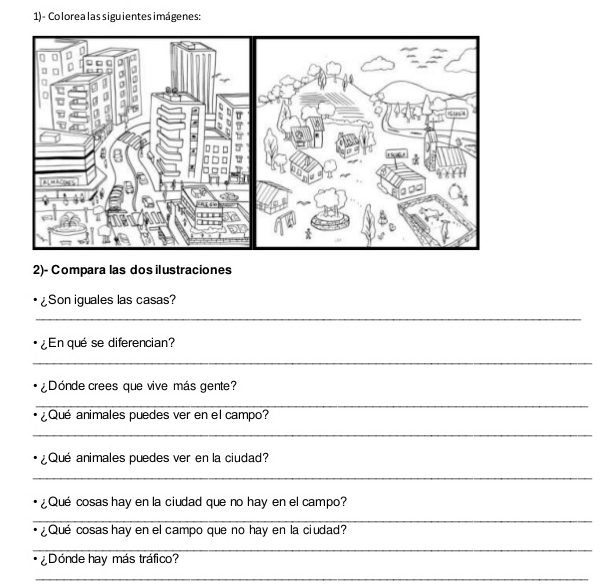 1)- Colorea las siguientes imágenes:
ALMACENES
ESCUELA
IGLESIA
2)- Compara las dos ilustraciones
• ¿Son iguales las casas?
• ¿En qué se diferencian?
• ¿Dónde crees que vive más gente?
• ¿Qué animales puedes ver en el campo?
• ¿Qué animales puedes ver en la ciudad?
• ¿Qué cosas hay en la ciudad que no hay en el campo?
• ¿Qué cosas hay en el campo que no hay en la ciudad?
• ¿Dónde hay más tráfico?